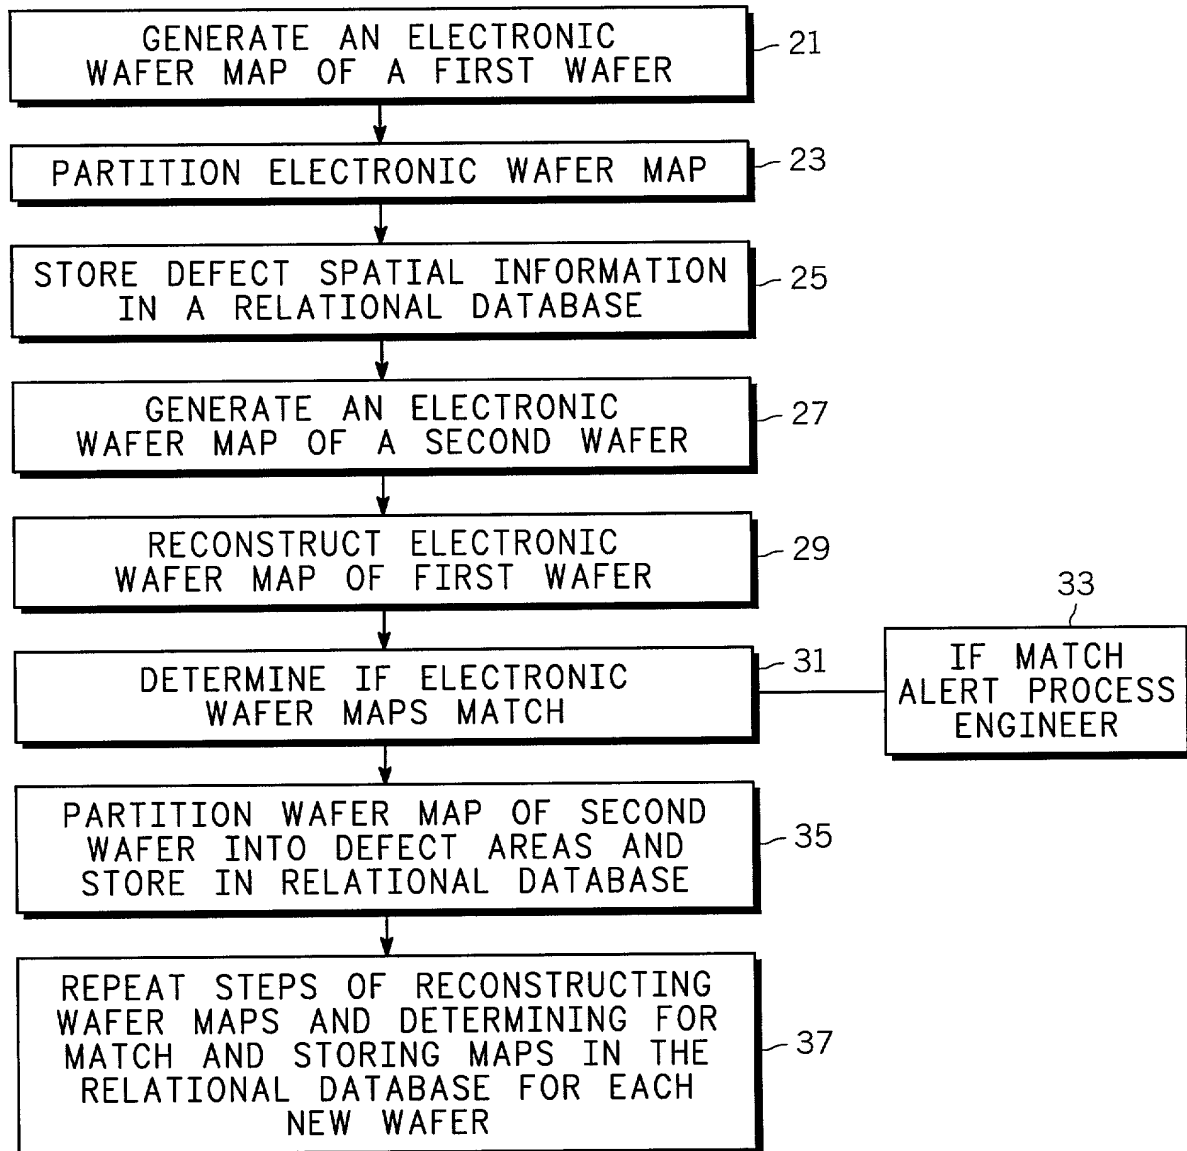 GENERATE AN ELECTRONIC
WAFER MAP OF A FIRST WAFER
21
PARTITION ELECTRONIC WAFER MAP
23
STORE DEFECT SPATIAL INFORMATION
IN A RELATIONAL DATABASE
25
GENERATE AN ELECTRONIC
WAFER MAP OF A SECOND WAFER
27
RECONSTRUCT ELECTRONIC
WAFER MAP OF FIRST WAFER
29
DETERMINE IF ELECTRONIC
WAFER MAPS MATCH
31
33
IF MATCH
ALERT PROCESS
ENGINEER
PARTITION WAFER MAP OF SECOND
WAFER INTO DEFECT AREAS AND
STORE IN RELATIONAL DATABASE
35
REPEAT STEPS OF RECONSTRUCTING
WAFER MAPS AND DETERMINING FOR
MATCH AND STORING MAPS IN THE
RELATIONAL DATABASE FOR EACH
NEW WAFER
37